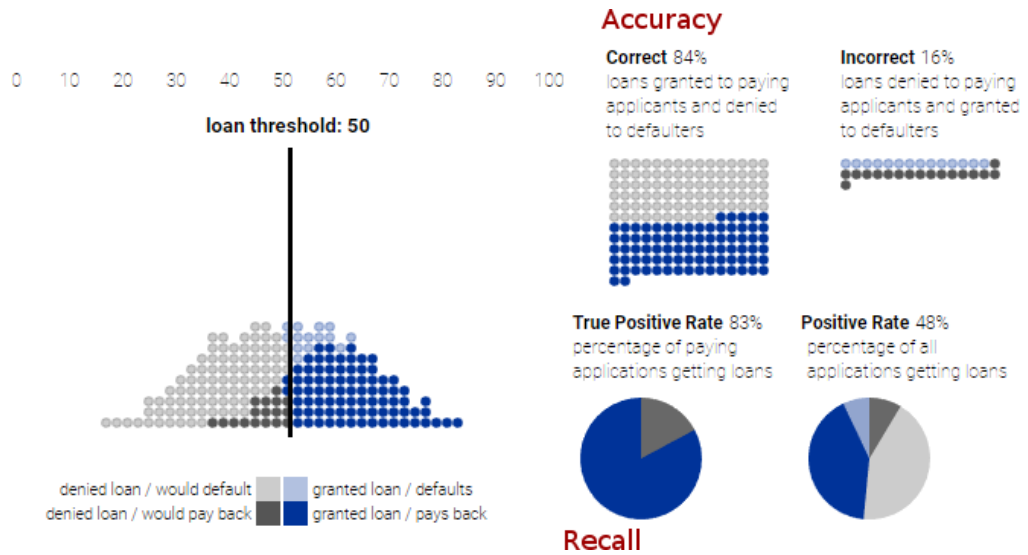 Accuracy
0 10 20 30 40 50 60 70 80 90 100
loan threshold: 50
Correct 84%
loans granted to paying
applicants and denied
to defaulters
Incorrect 16%
loans denied to paying
applicants and granted
to defaulters
True Positive Rate 83%
percentage of paying
applications getting loans
Positive Rate 48%
percentage of all
applications getting loans
denied loan / would default
granted loan / defaults
denied loan / would pay back
granted loan / pays back
Recall